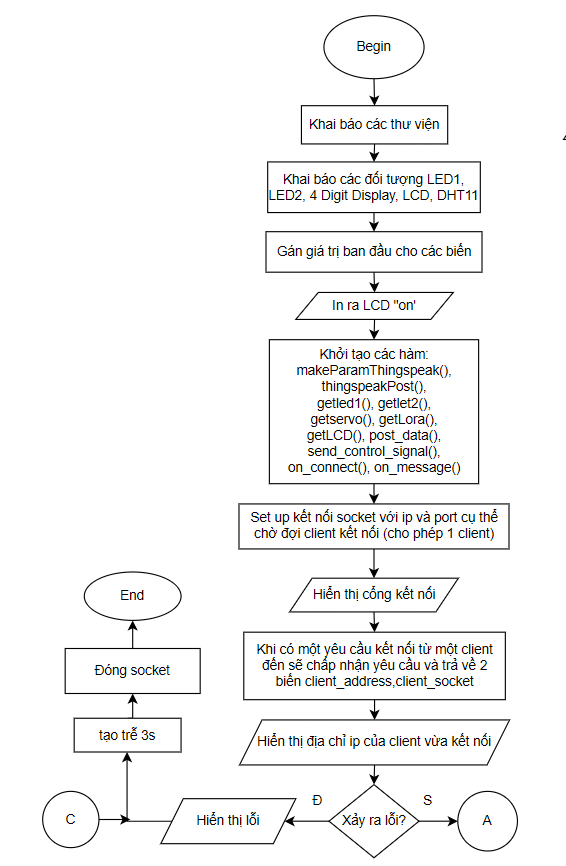 Begin
Khai báo các thư viện
Khai báo các đối tượng LED1,
LED2, 4 Digit Display, LCD, DHT11
Gán giá trị ban đầu cho các biến
In ra LCD "on'
Khởi tạo các hàm:
makeParamThingspeak(),
thingspeakPost(),
getled1(), getlet2(),
getservo(), getLora(),
getLCD(), post_data(),
send_control_signal(),
on_connect(), on_message()
Set up kết nối socket với ip và port cụ thể
chờ đợi client kết nối (cho phép 1 client)
Hiển thị cổng kết nối
Khi có một yêu cầu kết nối từ một client
đến sẽ chấp nhận yêu cầu và trả về 2
biến client_address,client_socket
Hiển thị địa chỉ ip của client vừa kết nối
Xảy ra lỗi?
S
A
Đ
Hiển thị lỗi
C
tạo trễ 3s
Đóng socket
End